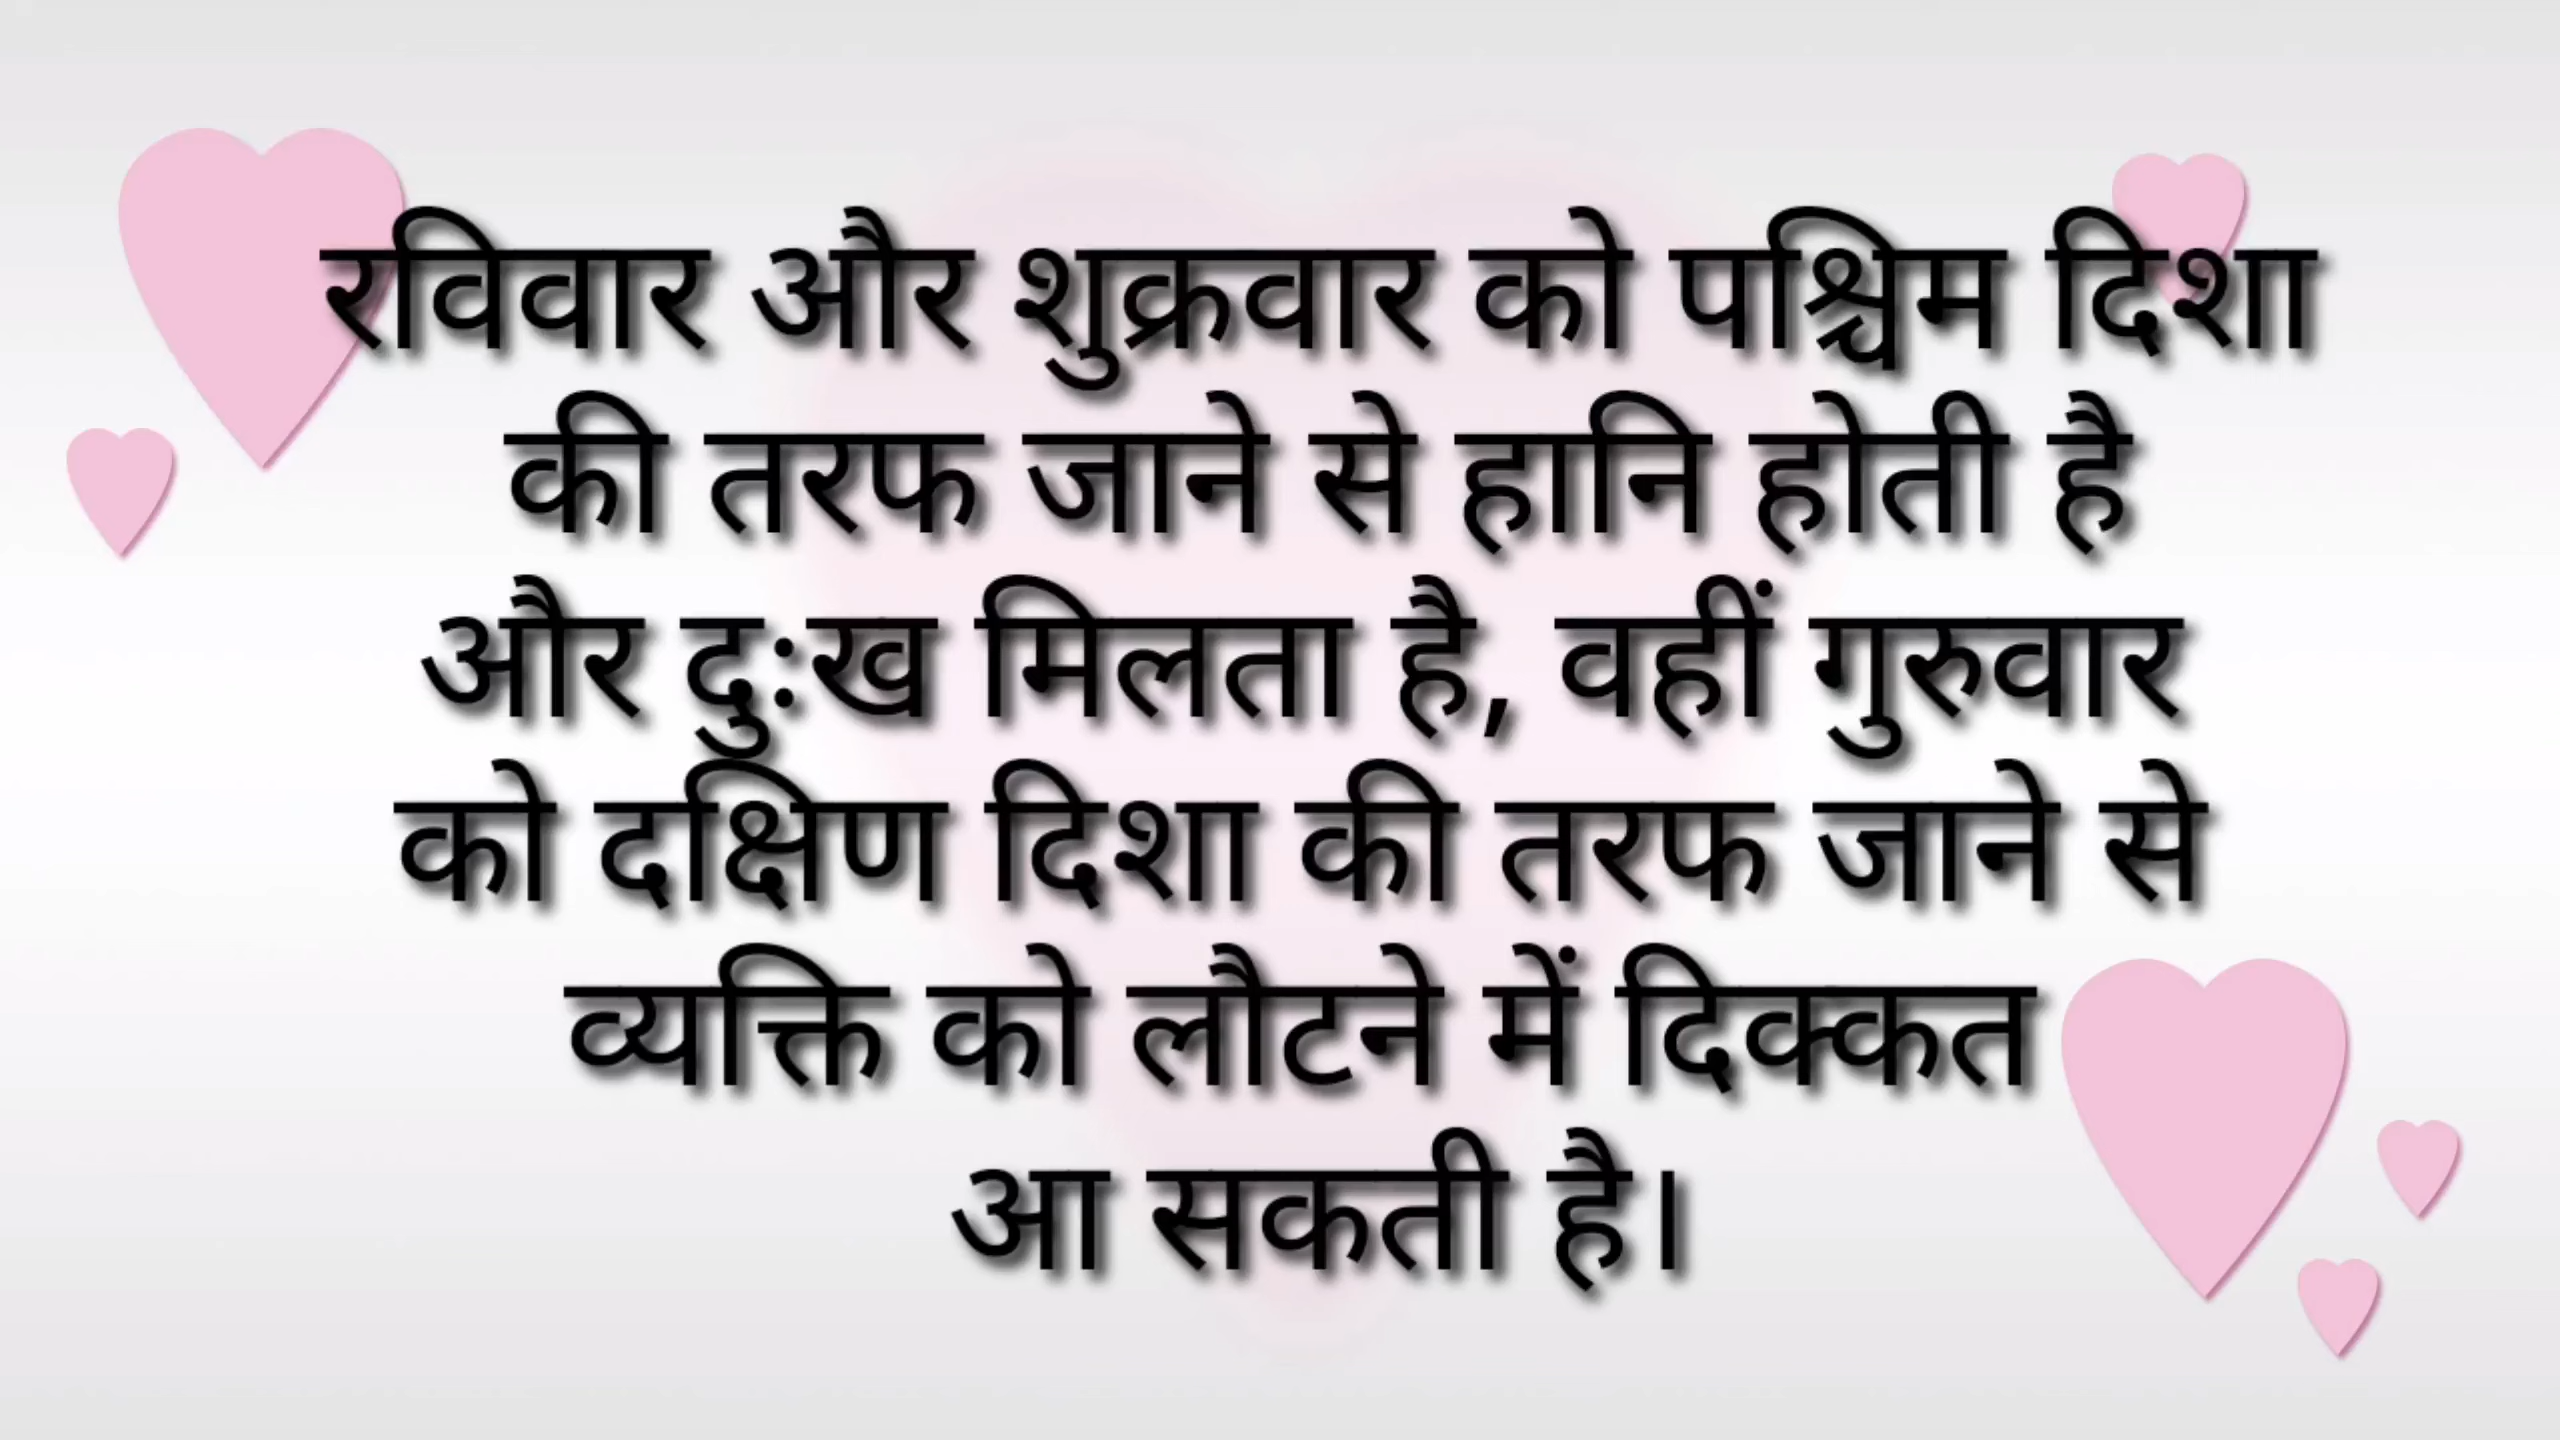 रविवार और शुक्रवार को पश्चिम दिशा
की तरफ जाने से हानि होती है
और दुःख मिलता है, वहीं गुरुवार
को दक्षिण दिशा की तरफ जाने से
व्यक्ति को लौटने में दिक्कत
आ सकती है।